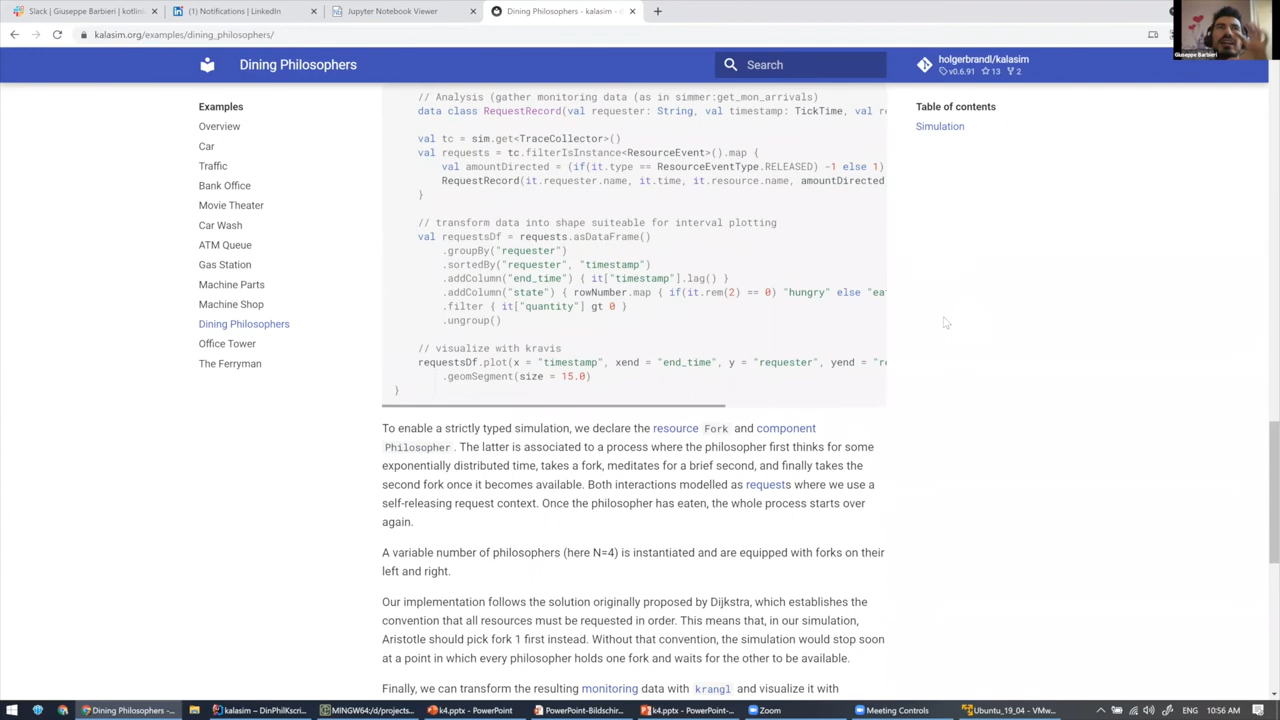 Slack | Giuseppe Barbieri | kotlin
(1) Notifications | LinkedIn
Jupyter Notebook Viewer
Dining Philosophers - kalasim - d
kalasim.org/examples/dining_philosophers/
Giuseppe Barbieri
Dining Philosophers
Search
holgerbrandl/kalasim
v0.6.91 13 2
Examples
Overview
Car
Traffic
Bank Office
Movie Theater
Car Wash
ATM Queue
Gas Station
Machine Parts
Machine Shop
Dining Philosophers
Office Tower
The Ferryman
// Analysis (gather monitoring data (as in simmer:get_mon_arrivals)
data class RequestRecord(val requester: String, val timestamp: TickTime, val re
val tc = sim.get<TraceCollector>()
val requests = tc.filterIsInstance<ResourceEvent>().map {
val amountDirected = (if(it.type == ResourceEventType.RELEASED) -1 else 1)
RequestRecord(it.requester.name, it.time, it.resource.name, amountDirected
}
// transform data into shape suiteable for interval plotting
val requestsDf = requests.asDataFrame()
.groupBy("requester")
.sortedBy("requester", "timestamp")
.addColumn("end_time") { it["timestamp"].lag() }
.addColumn("state") { rowNumber.map { if(it.rem(2) == 0) "hungry" else "ea
.filter { it["quantity"] gt 0 }
.ungroup()
// visualize with kravis
requestsDf.plot(x = "timestamp", xend = "end_time", y = "requester", yend = "re
.geomSegment(size = 15.0)
}
To enable a strictly typed simulation, we declare the resource Fork and component
Philosopher. The latter is associated to a process where the philosopher first thinks for some
exponentially distributed time, takes a fork, meditates for a brief second, and finally takes the
second fork once it becomes available. Both interactions modelled as requests where we use a
self-releasing request context. Once the philosopher has eaten, the whole process starts over
again.
A variable number of philosophers (here N=4) is instantiated and are equipped with forks on their
left and right.
Our implementation follows the solution originally proposed by Dijkstra, which establishes the
convention that all resources must be requested in order. This means that, in our simulation,
Aristotle should pick fork 1 first instead. Without that convention, the simulation would stop soon
at a point in which every philosopher holds one fork and waits for the other to be available.
Finally, we can transform the resulting monitoring data with krangl and visualize it with
Table of contents
Simulation
Dining Philosophers -...
kalasim – DinPhilKscri...
MINGW64:/d/projects...
k4.pptx - PowerPoint
PowerPoint-Bildschir...
k4.pptx - PowerPoint-...
Zoom
Meeting Controls
Ubuntu_19_04 - VMw...
10:56 AM